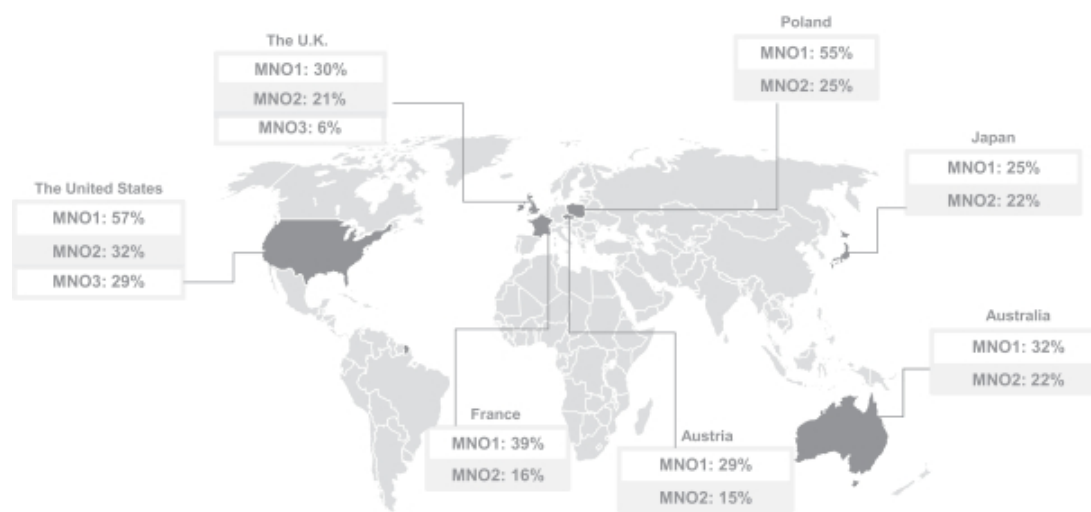 Poland
MNO1: 55%
MNO2: 25%
The U.K.
MNO1: 30%
MNO2: 21%
MNO3: 6%
Japan
MNO1: 25%
MNO2: 22%
The United States
MNO1: 57%
MNO2: 32%
MNO3: 29%
Australia
MNO1: 32%
MNO2: 22%
France
MNO1: 39%
MNO2: 16%
Austria
MNO1: 29%
MNO2: 15%